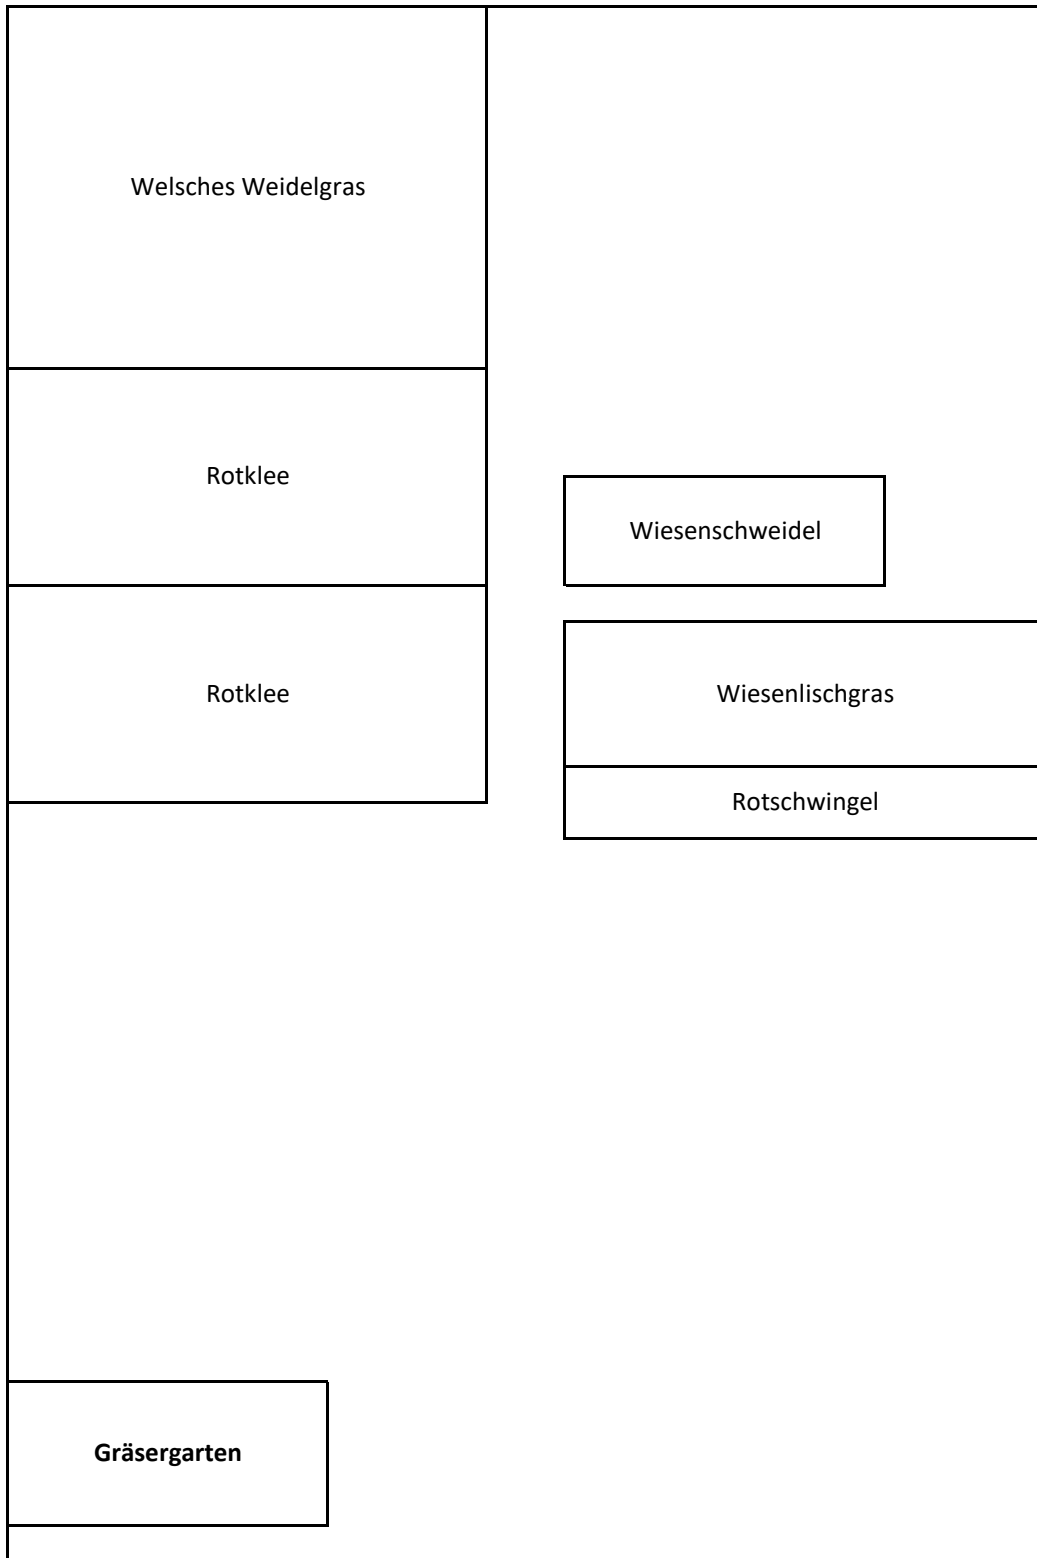 Welsches Weidelgras
Rotklee
Wiesenschweidel
Rotklee
Wiesenlischgras
Rotschwingel
Gräsergarten